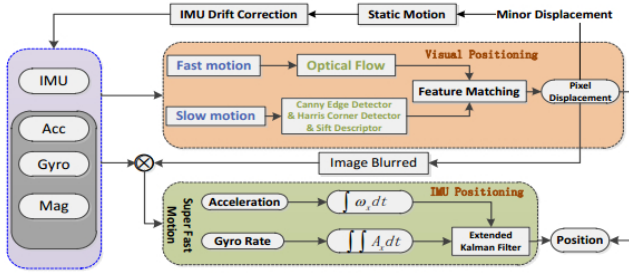 IMU Drift Correction
Static Motion
Minor Displacement
IMU
Acc
Gyro
Mag
Visual Positioning
Fast motion
Optical Flow
Slow motion
Canny Edge Detector
& Harris Corner Detector
& Sift Descriptor
Feature Matching
Pixel
Displacement
Image Blurred
IMU Positioning
Super Fast
Motion
Acceleration
∫ ω_x dt
Gyro Rate
∫∫ A_x dt
Extended
Kalman Filter
Position